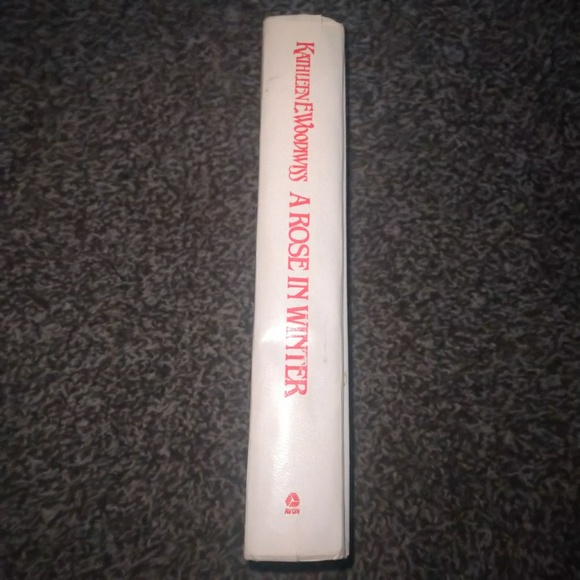 KATHLEEN E. WOODIWISS
A ROSE IN WINTER
AVON